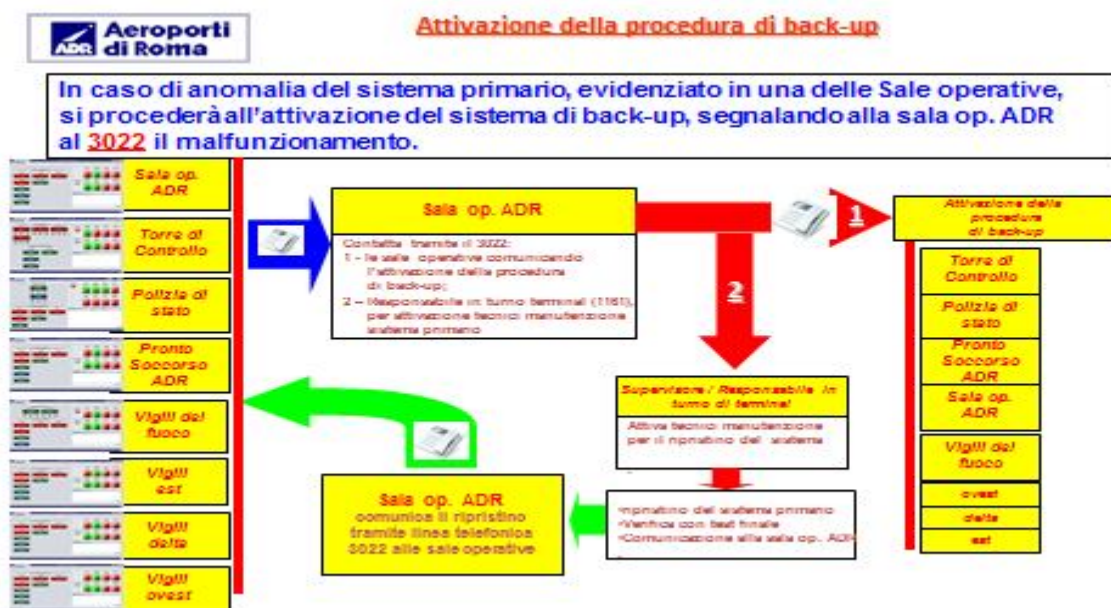 ADR Aeroporti
di Roma
Attivazione della procedura di back-up
In caso di anomalia del sistema primario, evidenziato in una delle Sale operative,
si procederà all'attivazione del sistema di back-up, segnalando alla sala op. ADR
al 3022 il malfunzionamento.
Sala op.
ADR
Torre di
Controllo
Polizia di
stato
Pronto
Soccorso
ADR
Vigili del
fuoco
Vigili
est
Vigili
delta
Vigili
ovest
Sala op. ADR
Contatta tramite il 3022:
1 - le sale operative comunicando
l'attivazione della procedura
di back-up;
2 – Responsabile in turno terminal (1161),
per attivazione tecnici manutenzione
sistema primario
1
2
Supervisore / Responsabile in
turno di terminal
Attiva tecnici manutenzione
per il ripristino del sistema
•ripristino del sistema primario
•Verifica con test finale
•Comunicazione alla sala op. ADR
Sala op. ADR
comunica il ripristino
tramite linea telefonica
3022 alle sale operative
Attivazione della
procedura
di back-up
Torre di
Controllo
Polizia di
stato
Pronto
Soccorso
ADR
Sala op.
ADR
Vigili del
fuoco
ovest
delta
est